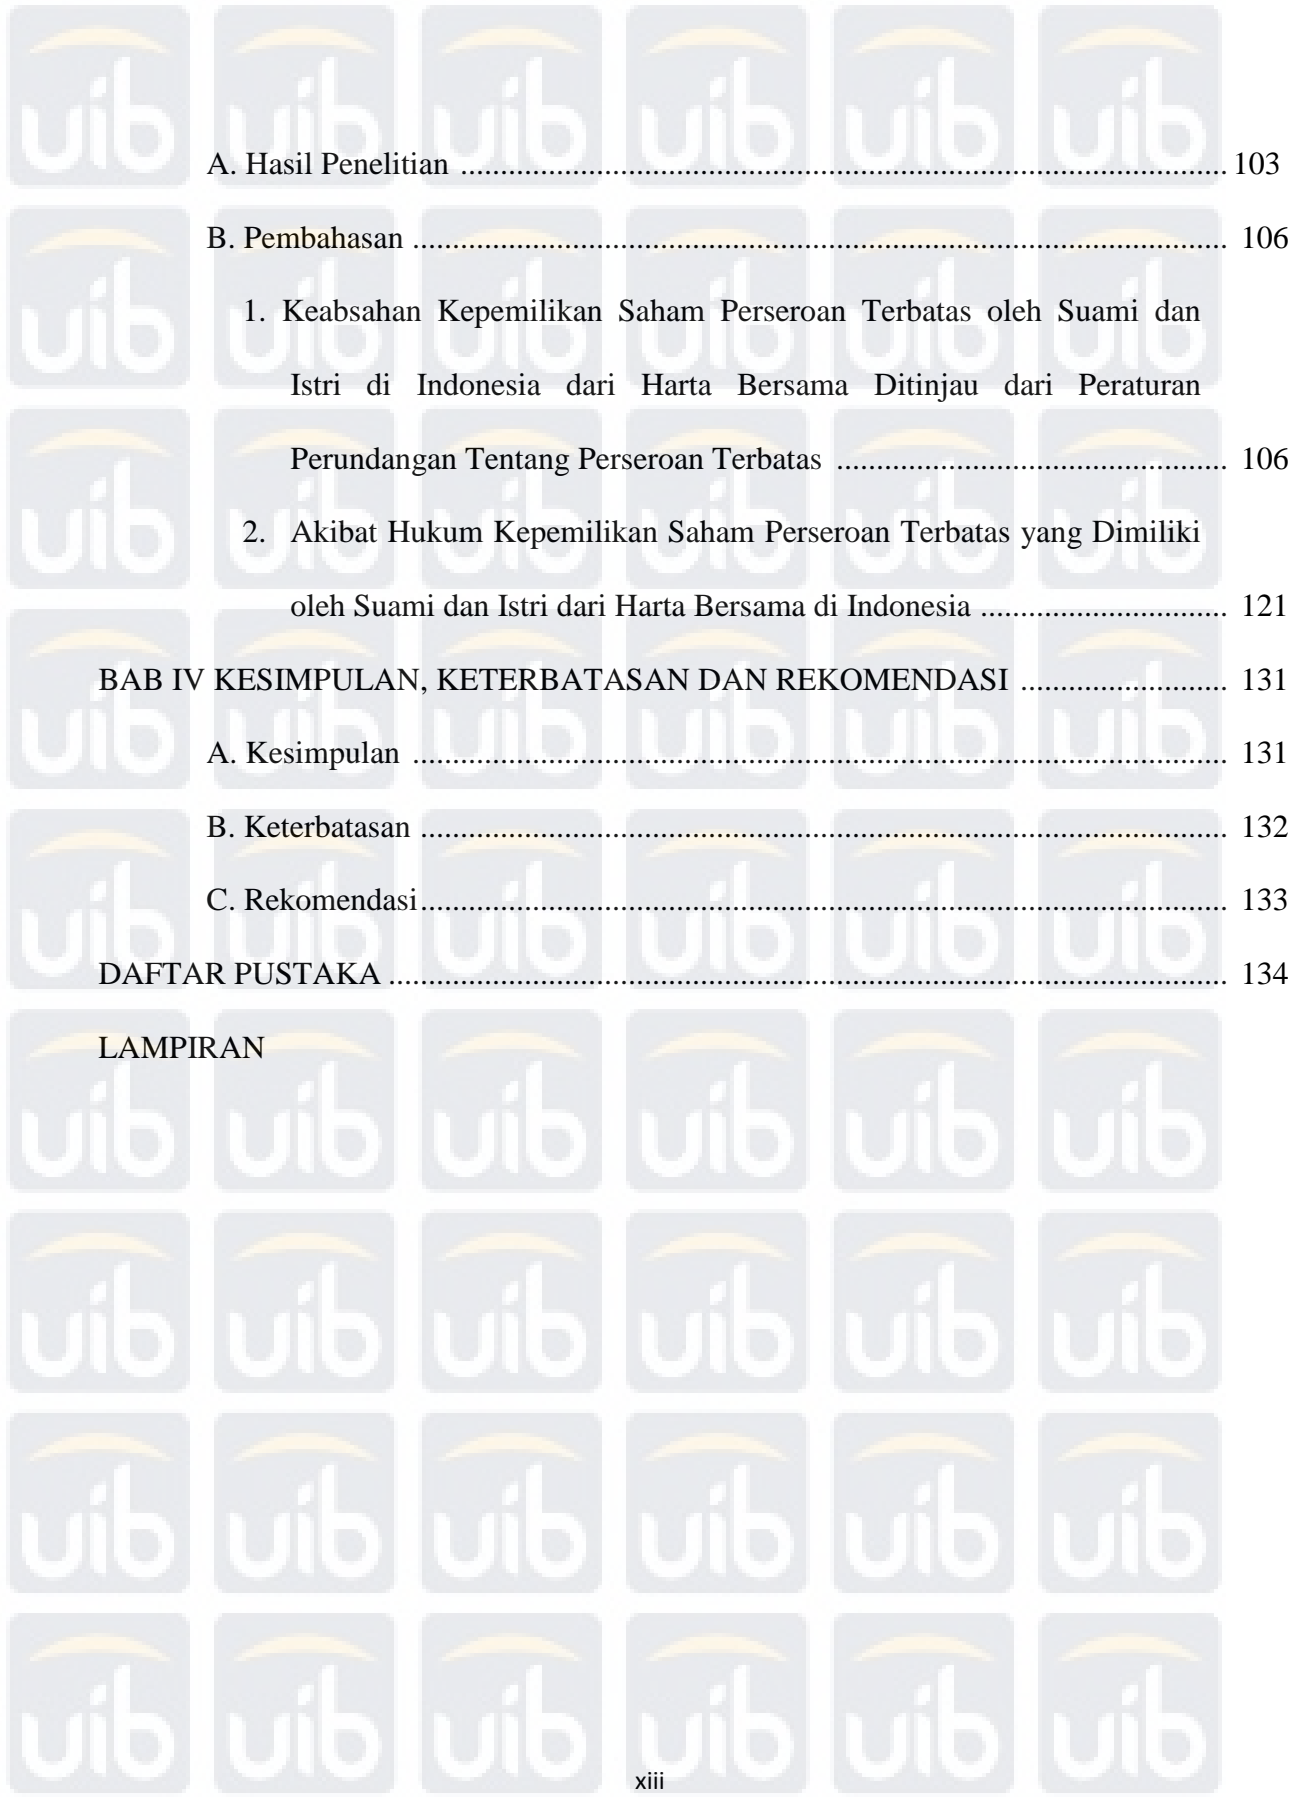 A. Hasil Penelitian ................................................................................................ 103
B. Pembahasan ...................................................................................................... 106
1. Keabsahan Kepemilikan Saham Perseroan Terbatas oleh Suami dan
Istri di Indonesia dari Harta Bersama Ditinjau dari Peraturan
Perundangan Tentang Perseroan Terbatas ................................................. 106
2. Akibat Hukum Kepemilikan Saham Perseroan Terbatas yang Dimiliki
oleh Suami dan Istri dari Harta Bersama di Indonesia ............................... 121
BAB IV KESIMPULAN, KETERBATASAN DAN REKOMENDASI .......................... 131
A. Kesimpulan ...................................................................................................... 131
B. Keterbatasan ..................................................................................................... 132
C. Rekomendasi..................................................................................................... 133
DAFTAR PUSTAKA ......................................................................................................... 134
LAMPIRAN
xiii